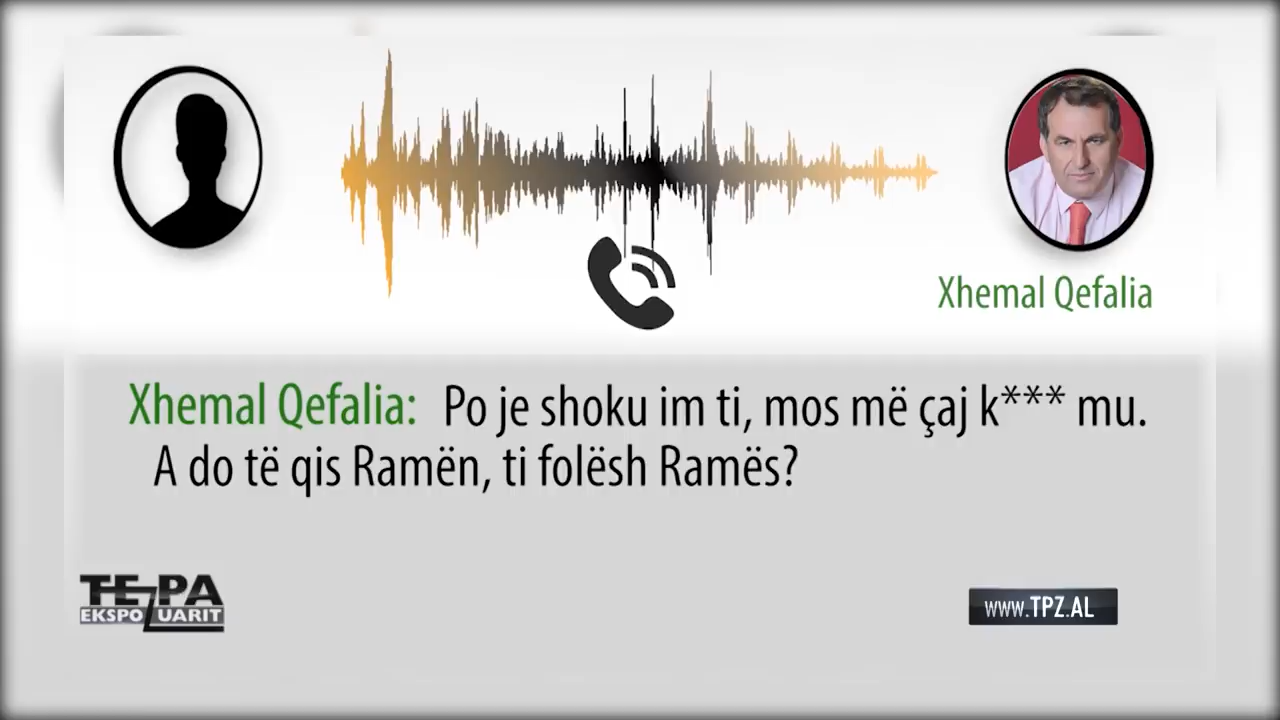 Xhemal Qefalia
Xhemal Qefalia: Po je shoku im ti, mos më çaj k*** mu.
A do të qis Ramën, ti folësh Ramës?
TEPA
EKSPOZUARIT
www.TPZ.AL